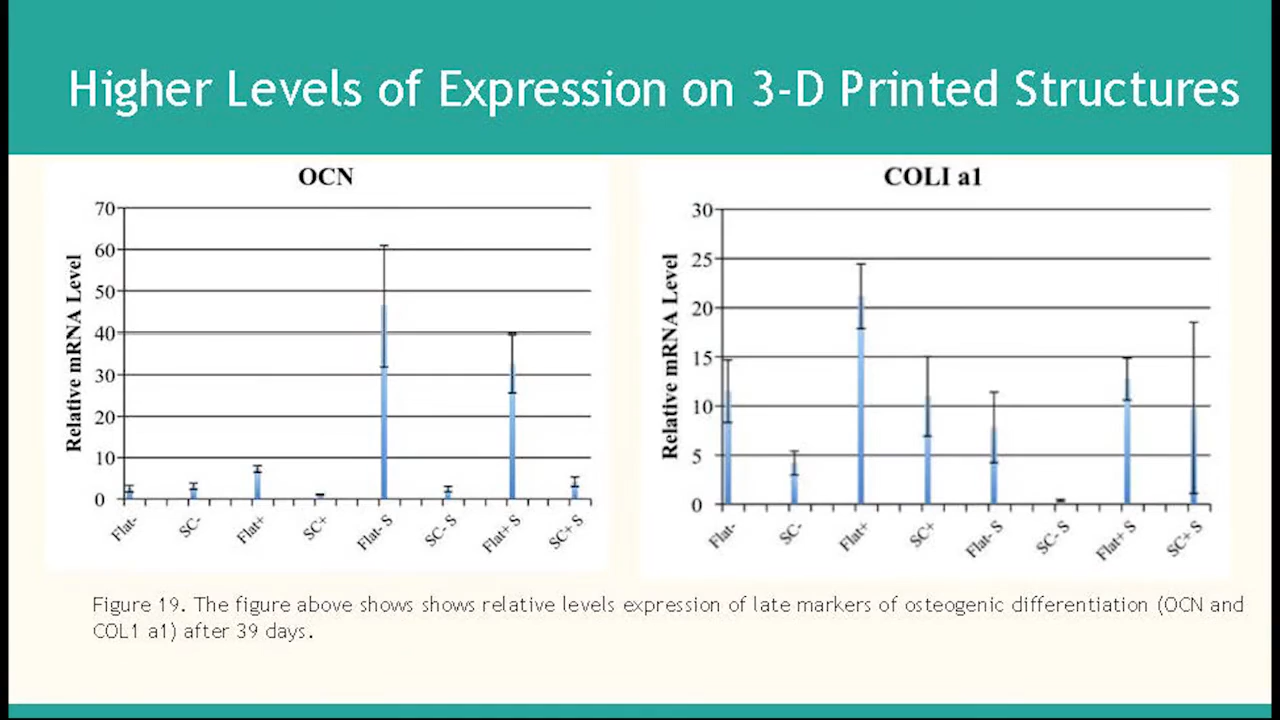 Higher Levels of Expression on 3-D Printed Structures
OCN
Relative mRNA Level
70
60
50
40
30
20
10
0
Flat-
SC-
Flat+
SC+
Flat- S
SC- S
Flat+ S
SC+ S
COLI a1
Relative mRNA Level
30
25
20
15
10
5
0
Flat-
SC-
Flat+
SC+
Flat- S
SC- S
Flat+ S
SC+ S
Figure 19. The figure above shows shows relative levels expression of late markers of osteogenic differentiation (OCN and
COL1 a1) after 39 days.